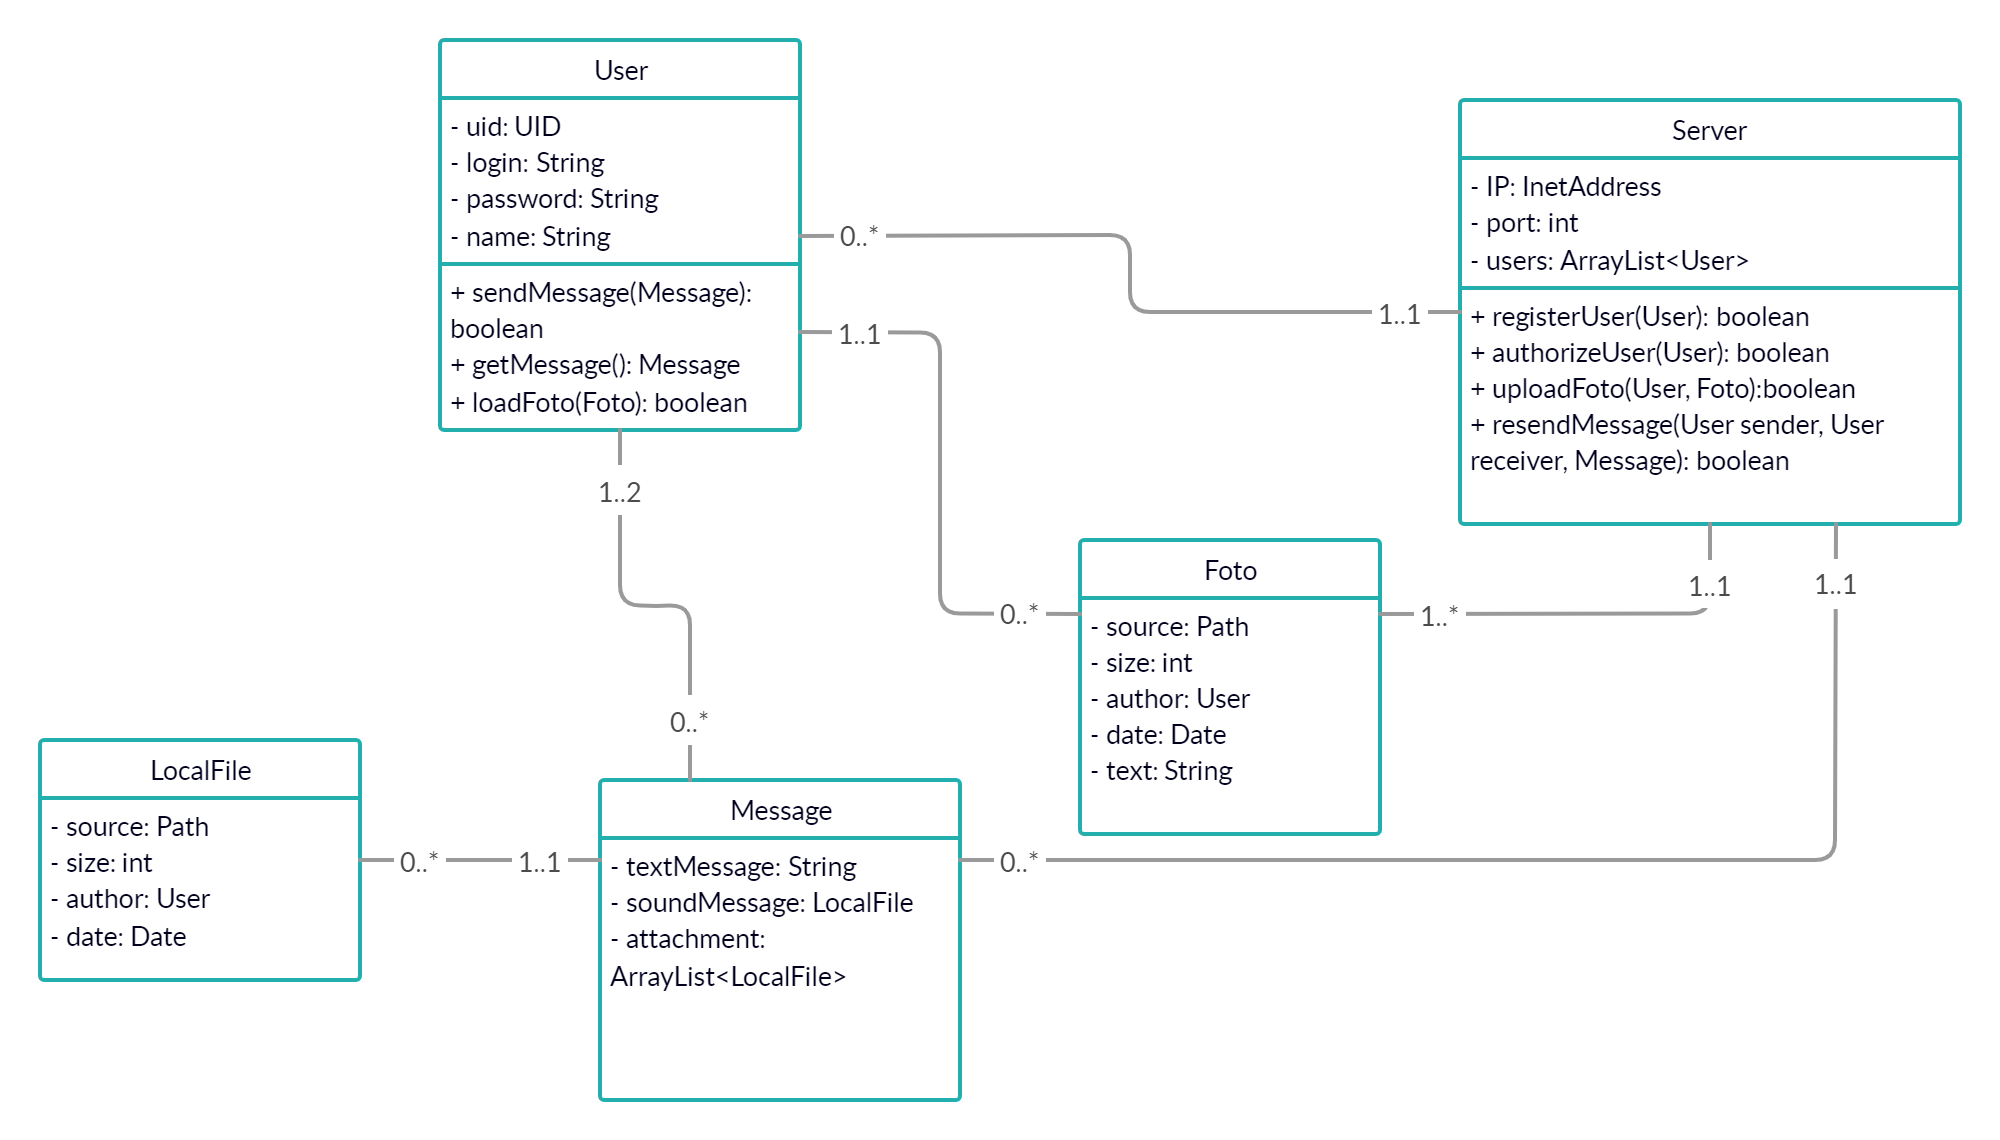 User
- uid: UID
- login: String
- password: String
- name: String
+ sendMessage(Message):
boolean
+ getMessage(): Message
+ loadFoto(Foto): boolean
Server
- IP: InetAddress
- port: int
- users: ArrayList<User>
+ registerUser(User): boolean
+ authorizeUser(User): boolean
+ uploadFoto(User, Foto):boolean
+ resendMessage(User sender, User
receiver, Message): boolean
0..*
1..1
1..1
0..*
1..2
0..*
Foto
- source: Path
- size: int
- author: User
- date: Date
- text: String
1..*
1..1
1..1
LocalFile
- source: Path
- size: int
- author: User
- date: Date
0..*
1..1
Message
- textMessage: String
- soundMessage: LocalFile
- attachment:
ArrayList<LocalFile>
0..*